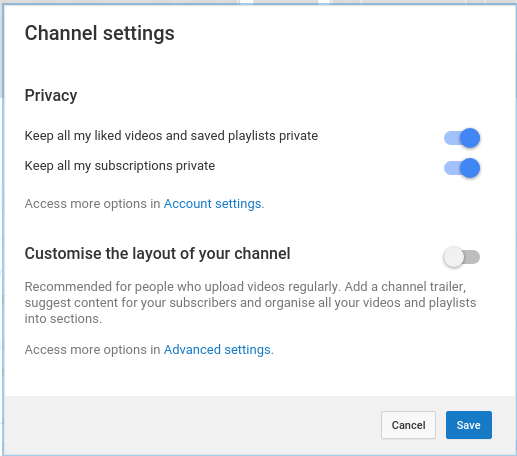 Channel settings
Privacy
Keep all my liked videos and saved playlists private
Keep all my subscriptions private
Access more options in Account settings.
Customise the layout of your channel
Recommended for people who upload videos regularly. Add a channel trailer,
suggest content for your subscribers and organise all your videos and playlists
into sections.
Access more options in Advanced settings.
Cancel Save